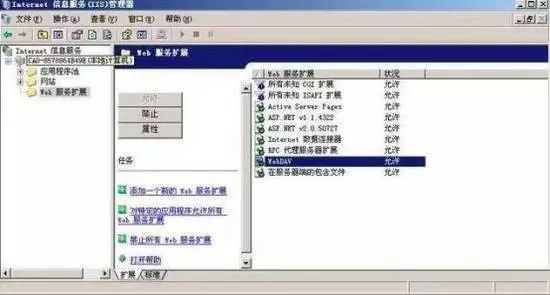 Internet 信息服务(IIS)管理器
文件(F) 操作(A) 查看(V) 窗口(W) 帮助(H)
Internet 信息服务
(本地计算机)
应用程序池
网站
Web 服务扩展
Web 服务扩展
允许
禁止
属性
任务
添加一个新的 Web 服务扩展
对特定的应用程序允许所有 Web 服务扩展
禁止所有 Web 服务扩展
打开帮助
Web 服务扩展 状况
所有未知 CGI 扩展 允许
所有未知 ISAPI 扩展 允许
Active Server Pages 允许
ASP.NET v1.1.4322 允许
ASP.NET v2.0.50727 允许
Internet 数据连接器 允许
RPC 代理服务器扩展 允许
WebDAV 允许
在服务器端的包含文件 允许
扩展 标准